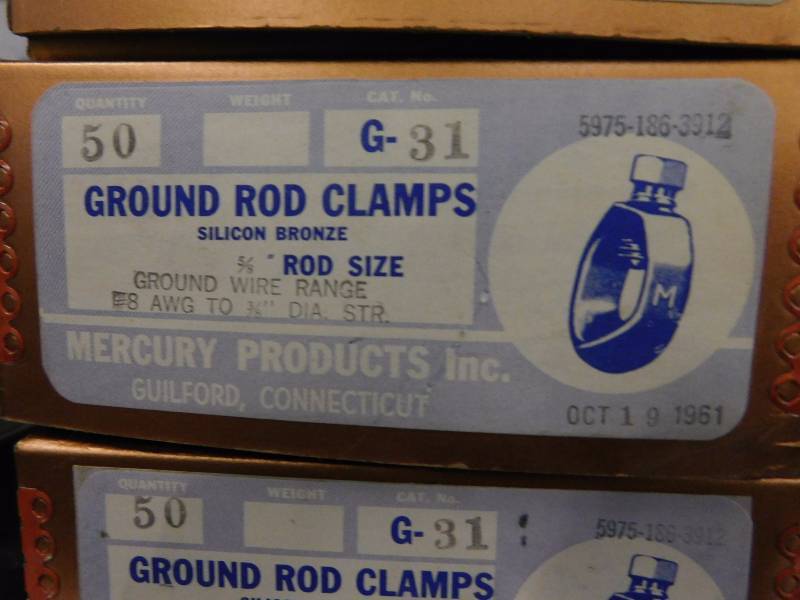 QUANTITY WEIGHT CAT. No.
50 G- 31 5975-186-3912
GROUND ROD CLAMPS
SILICON BRONZE
5/8 " ROD SIZE
GROUND WIRE RANGE
#8 AWG TO 3/8" DIA. STR.
M
MERCURY PRODUCTS Inc.
GUILFORD, CONNECTICUT
OCT 1 9 1961
QUANTITY WEIGHT CAT. No.
50 G- 31 5975-186-3912
GROUND ROD CLAMPS